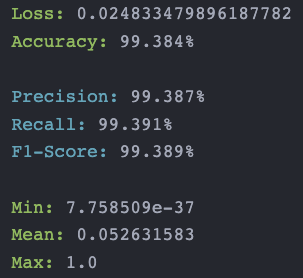 Loss: 0.024833479896187782
Accuracy: 99.384%
Precision: 99.387%
Recall: 99.391%
F1-Score: 99.389%
Min: 7.758509e-37
Mean: 0.052631583
Max: 1.0